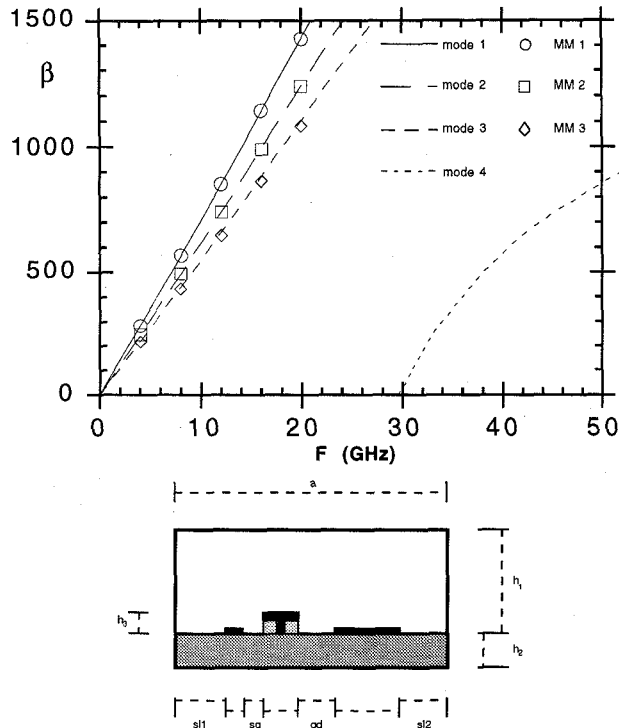 1500
β
1000
500
0
mode 1 MM 1
mode 2 MM 2
mode 3 MM 3
mode 4
0 10 20 30 40 50
F (GHz)
a
h1
h3
h2
sl1 sg gd sl2